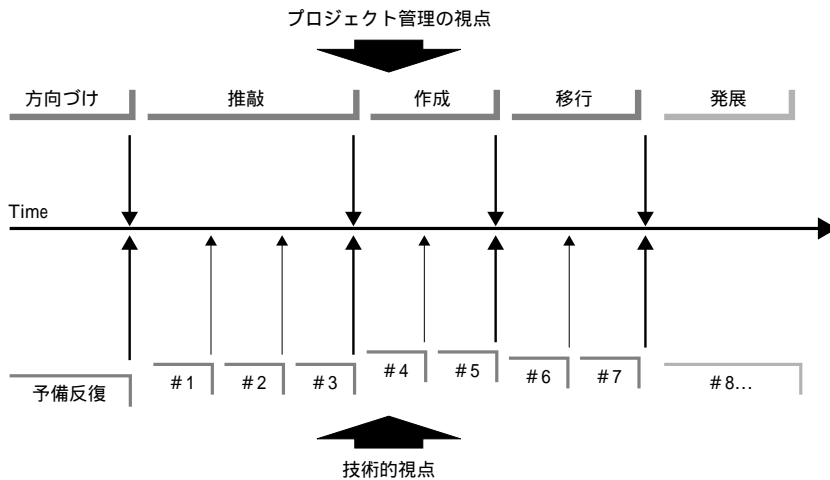 プロジェクト管理の視点
方向づけ 推敲 作成 移行 発展
Time
予備反復 #1 #2 #3 #4 #5 #6 #7 #8...
技術的視点